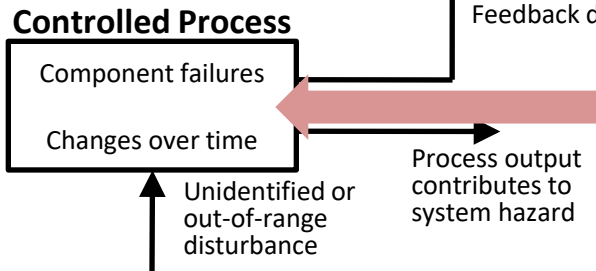 Controlled Process
Feedback
Component failures
Changes over time
Process output
contributes to
system hazard
Unidentified or
out-of-range
disturbance